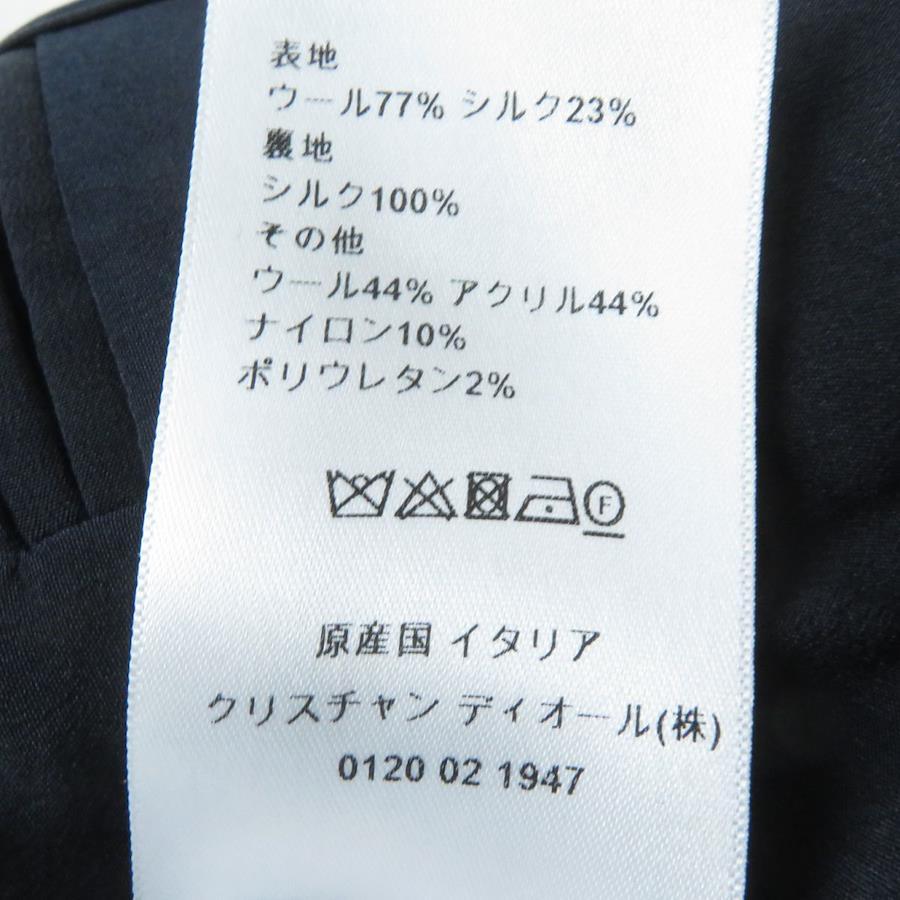 表地
ウール77% シルク23%
裏地
シルク100%
その他
ウール44% アクリル44%
ナイロン10%
ポリウレタン2%
F
原産国 イタリア
クリスチャン ディオール(株)
0120 02 1947